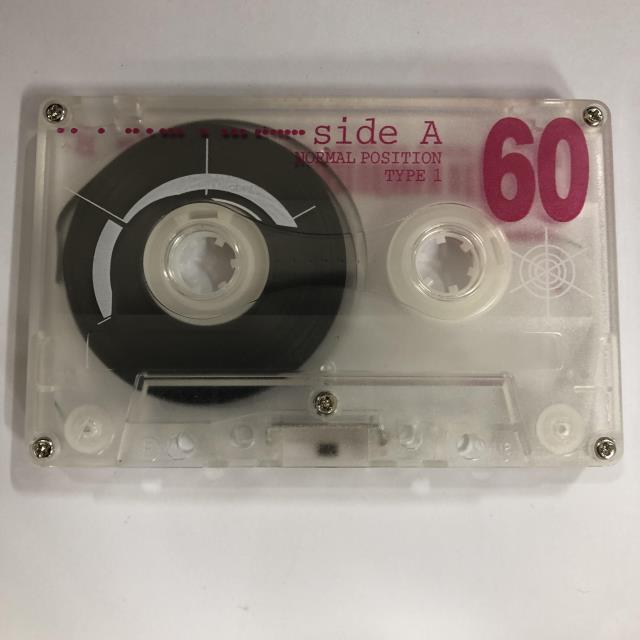 side A
60
NORMAL POSITION
TYPE 1